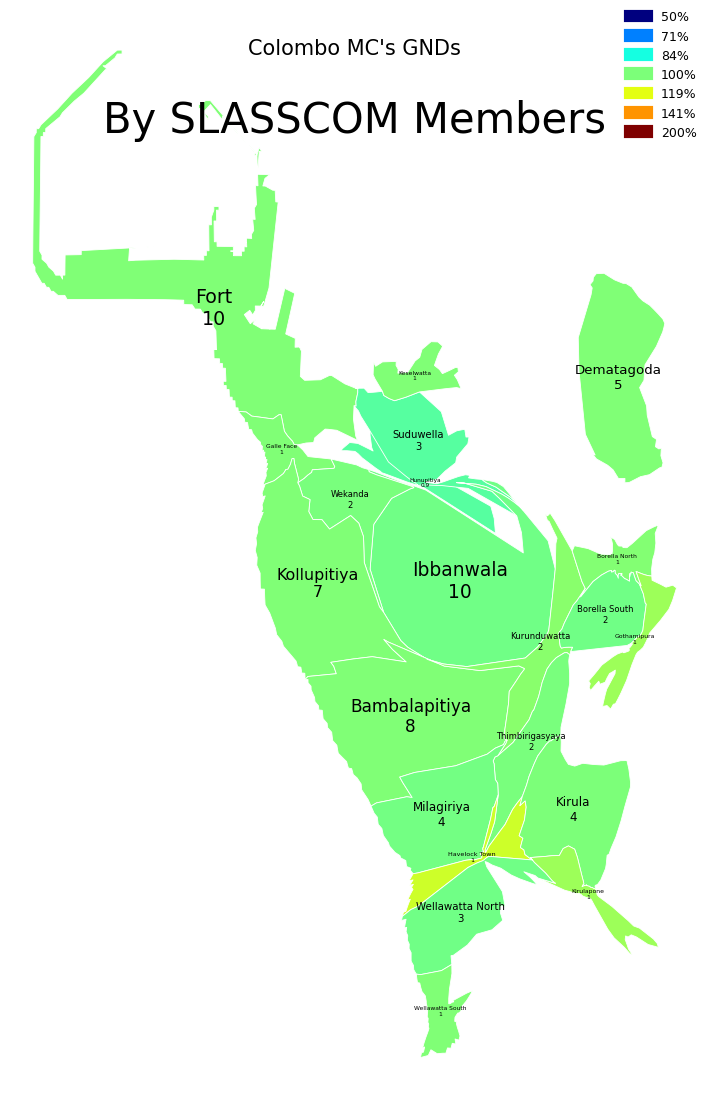 Colombo MC's GNDs
By SLASSCOM Members
50%
71%
84%
100%
119%
141%
200%
Fort
10
Dematagoda
5
Keselwatta
1
Suduwella
3
Galle Face
1
Hunupitiya
0.9
Wekanda
2
Borella North
1
Kollupitiya
7
Ibbanwala
10
Borella South
2
Gothamipura
1
Kurunduwatta
2
Bambalapitiya
8
Thimbirigasyaya
2
Milagiriya
4
Kirula
4
Havelock Town
1
Kirulapone
1
Wellawatta North
3
Wellawatta South
1